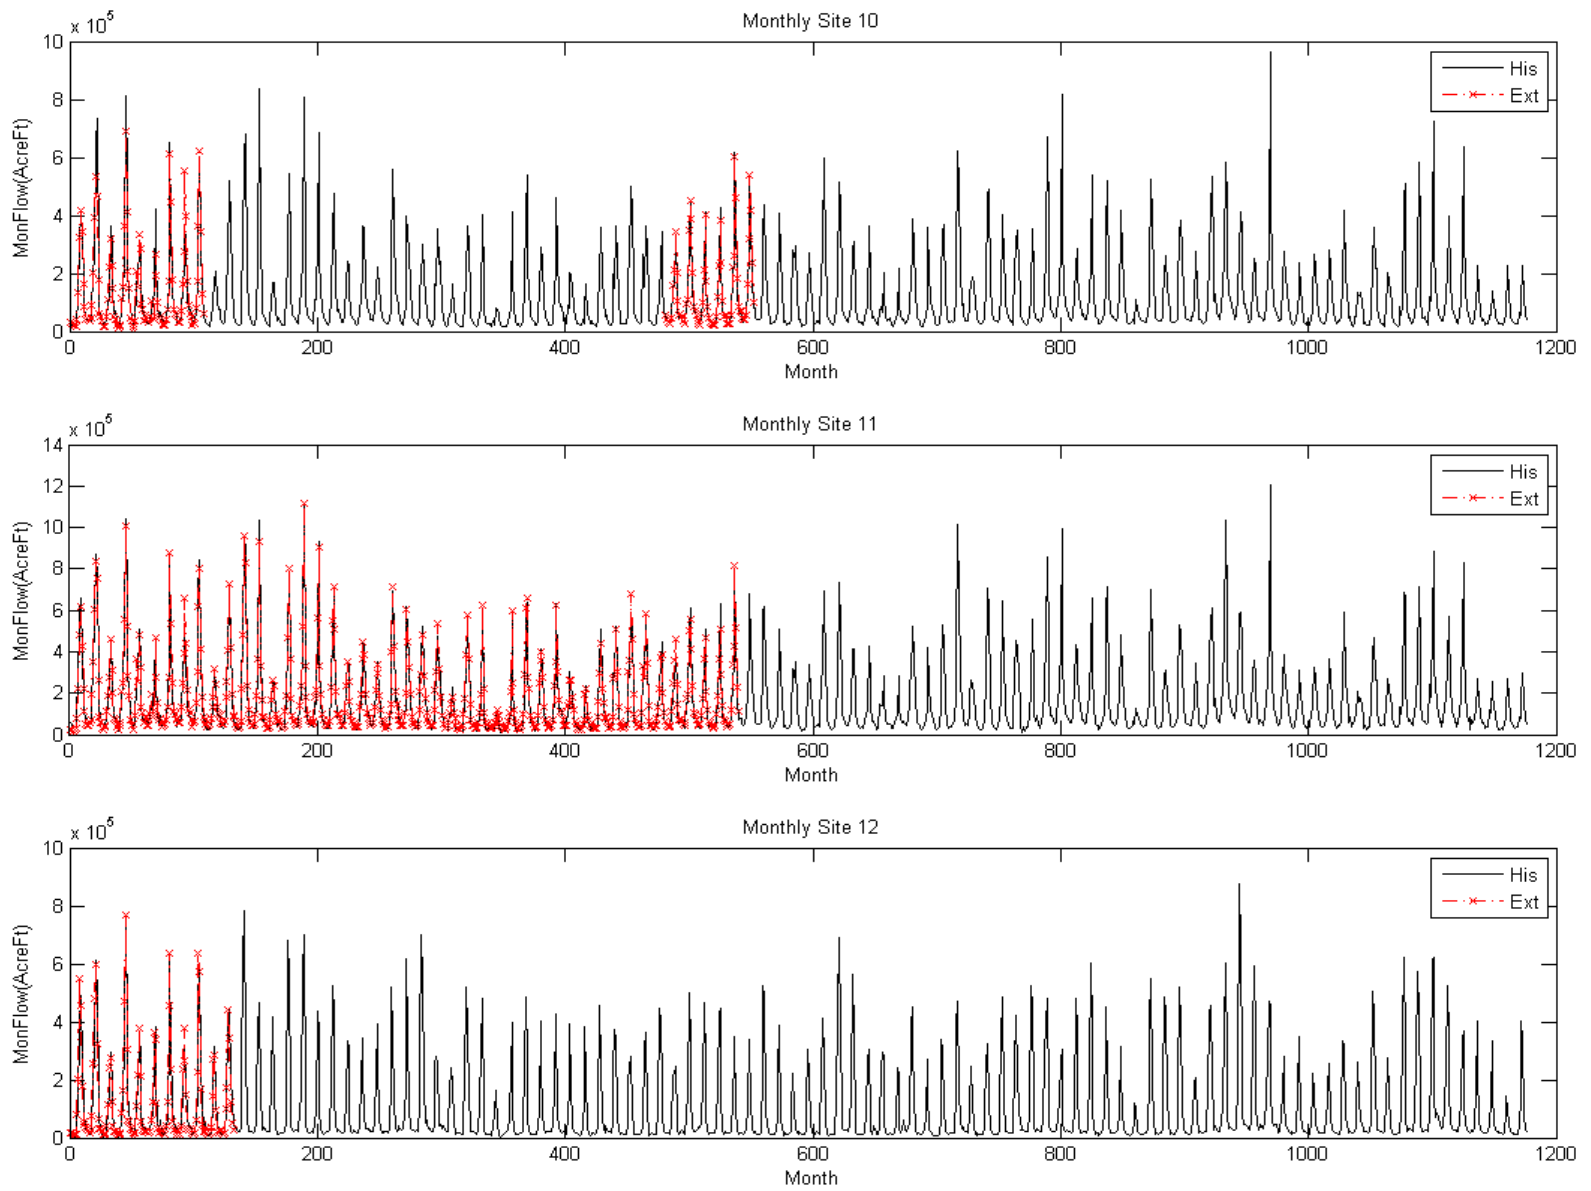 Monthly Site 10
x 10^5
10
8
6
4
2
0
MonFlow(AcreFt)
His
Ext
0 200 400 600 800 1000 1200
Month
Monthly Site 11
x 10^5
14
12
10
8
6
4
2
0
MonFlow(AcreFt)
His
Ext
0 200 400 600 800 1000 1200
Month
Monthly Site 12
x 10^5
10
8
6
4
2
0
MonFlow(AcreFt)
His
Ext
0 200 400 600 800 1000 1200
Month